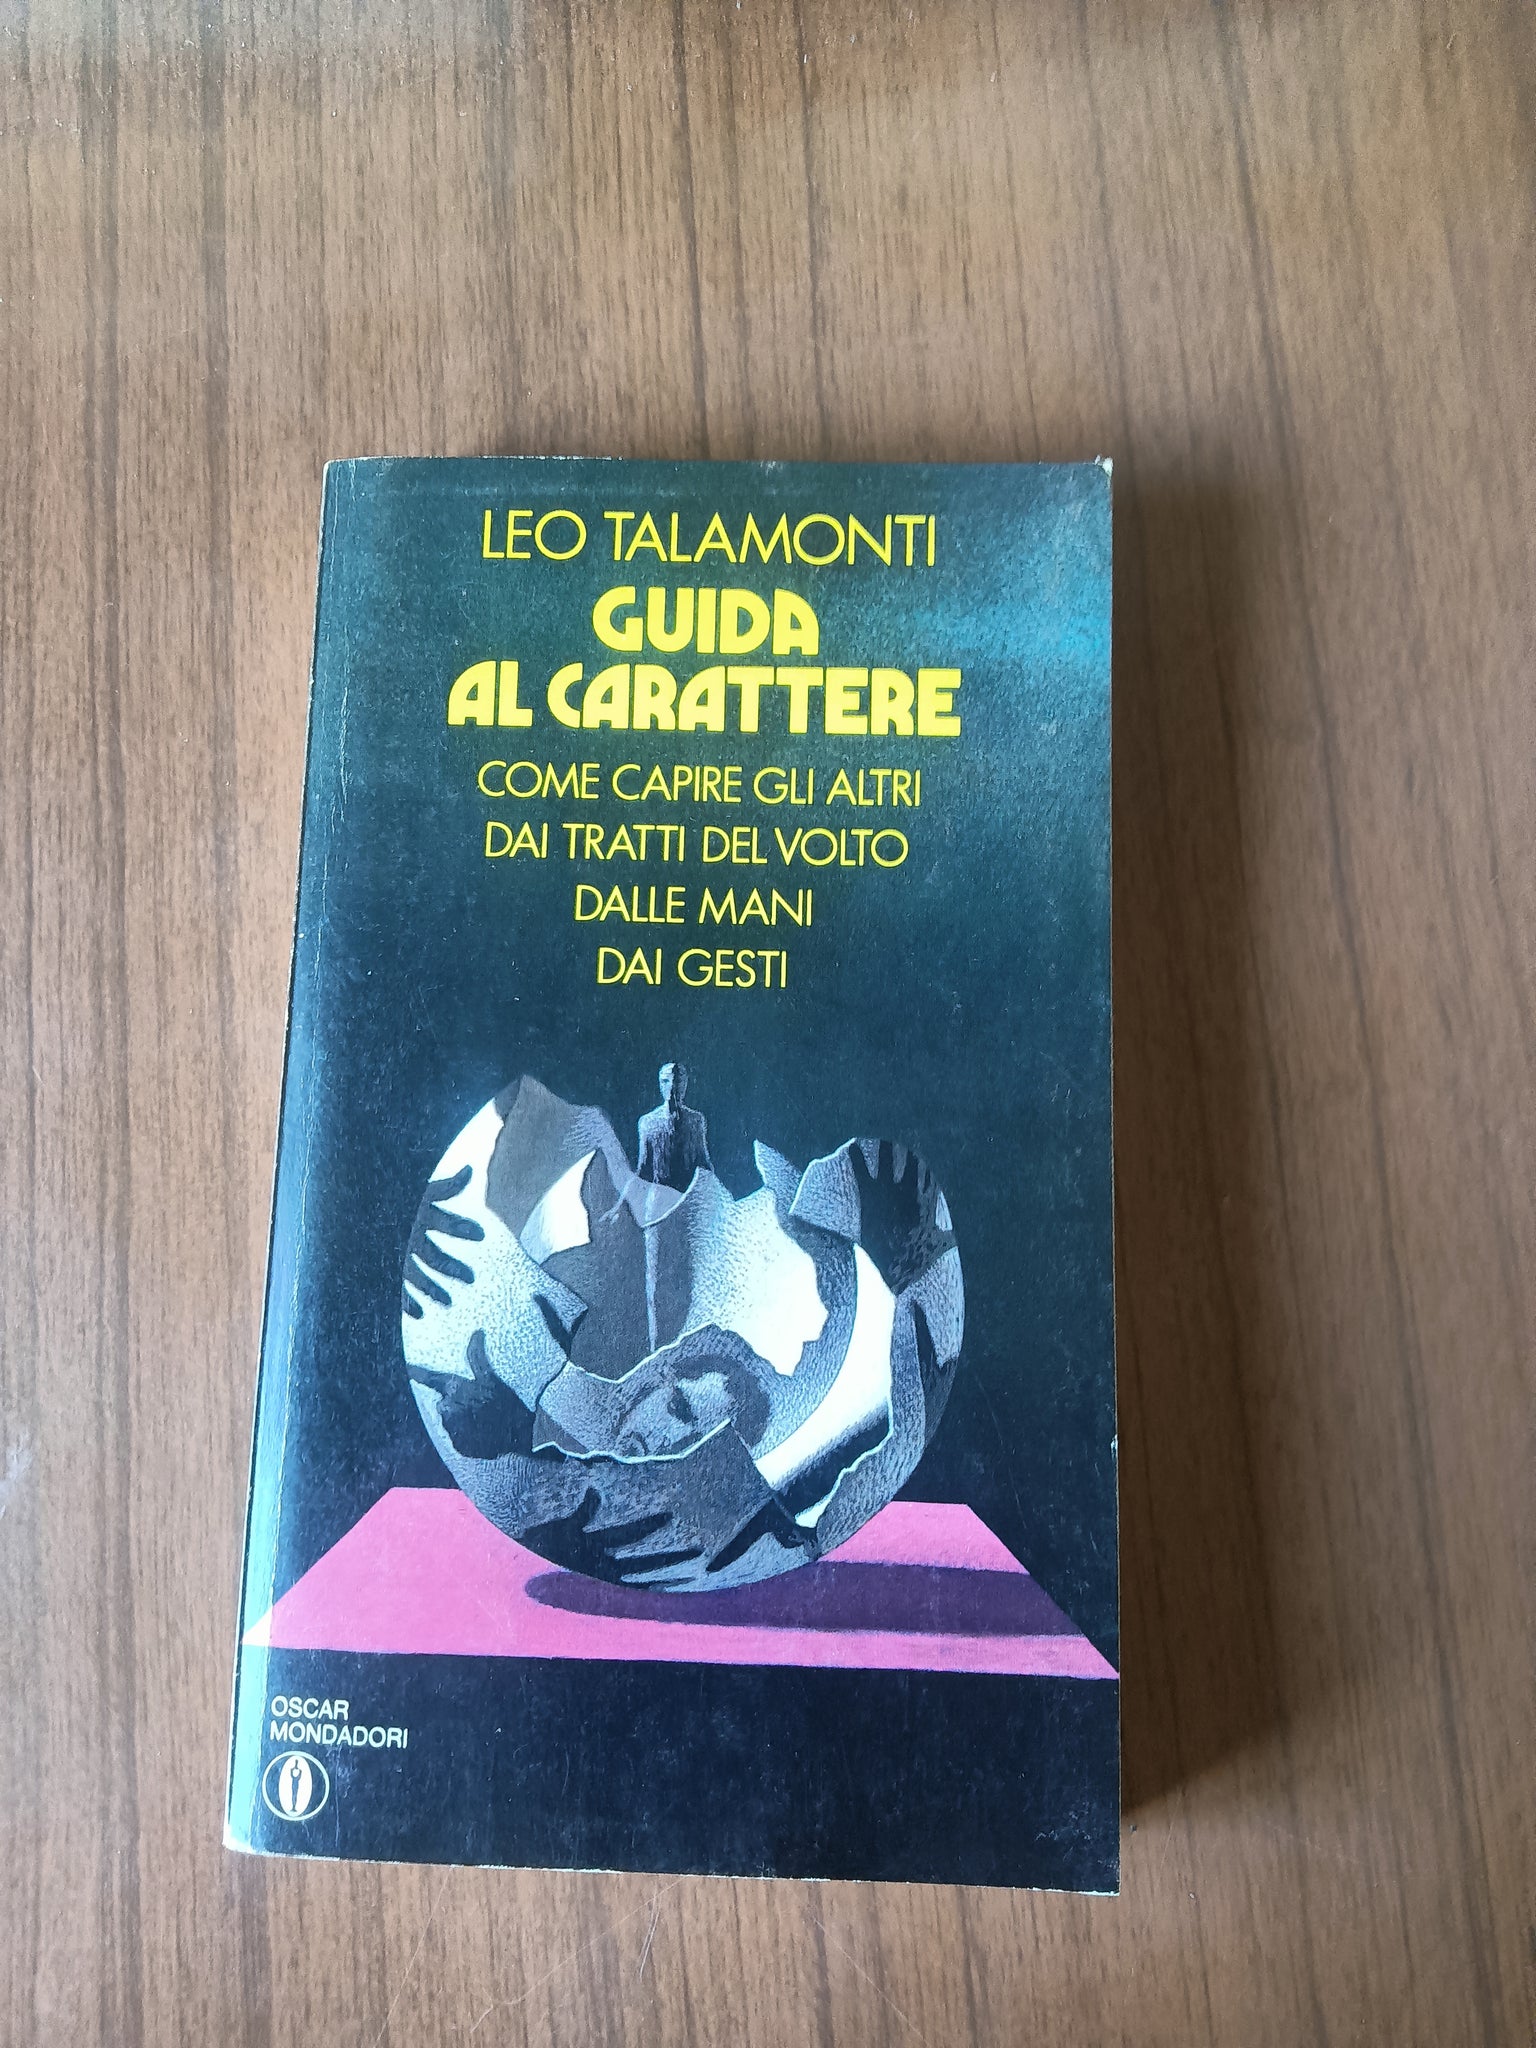 LEO TALAMONTI
GUIDA
AL CARATTERE
COME CAPIRE GLI ALTRI
DAI TRATTI DEL VOLTO
DALLE MANI
DAI GESTI
OSCAR
MONDADORI